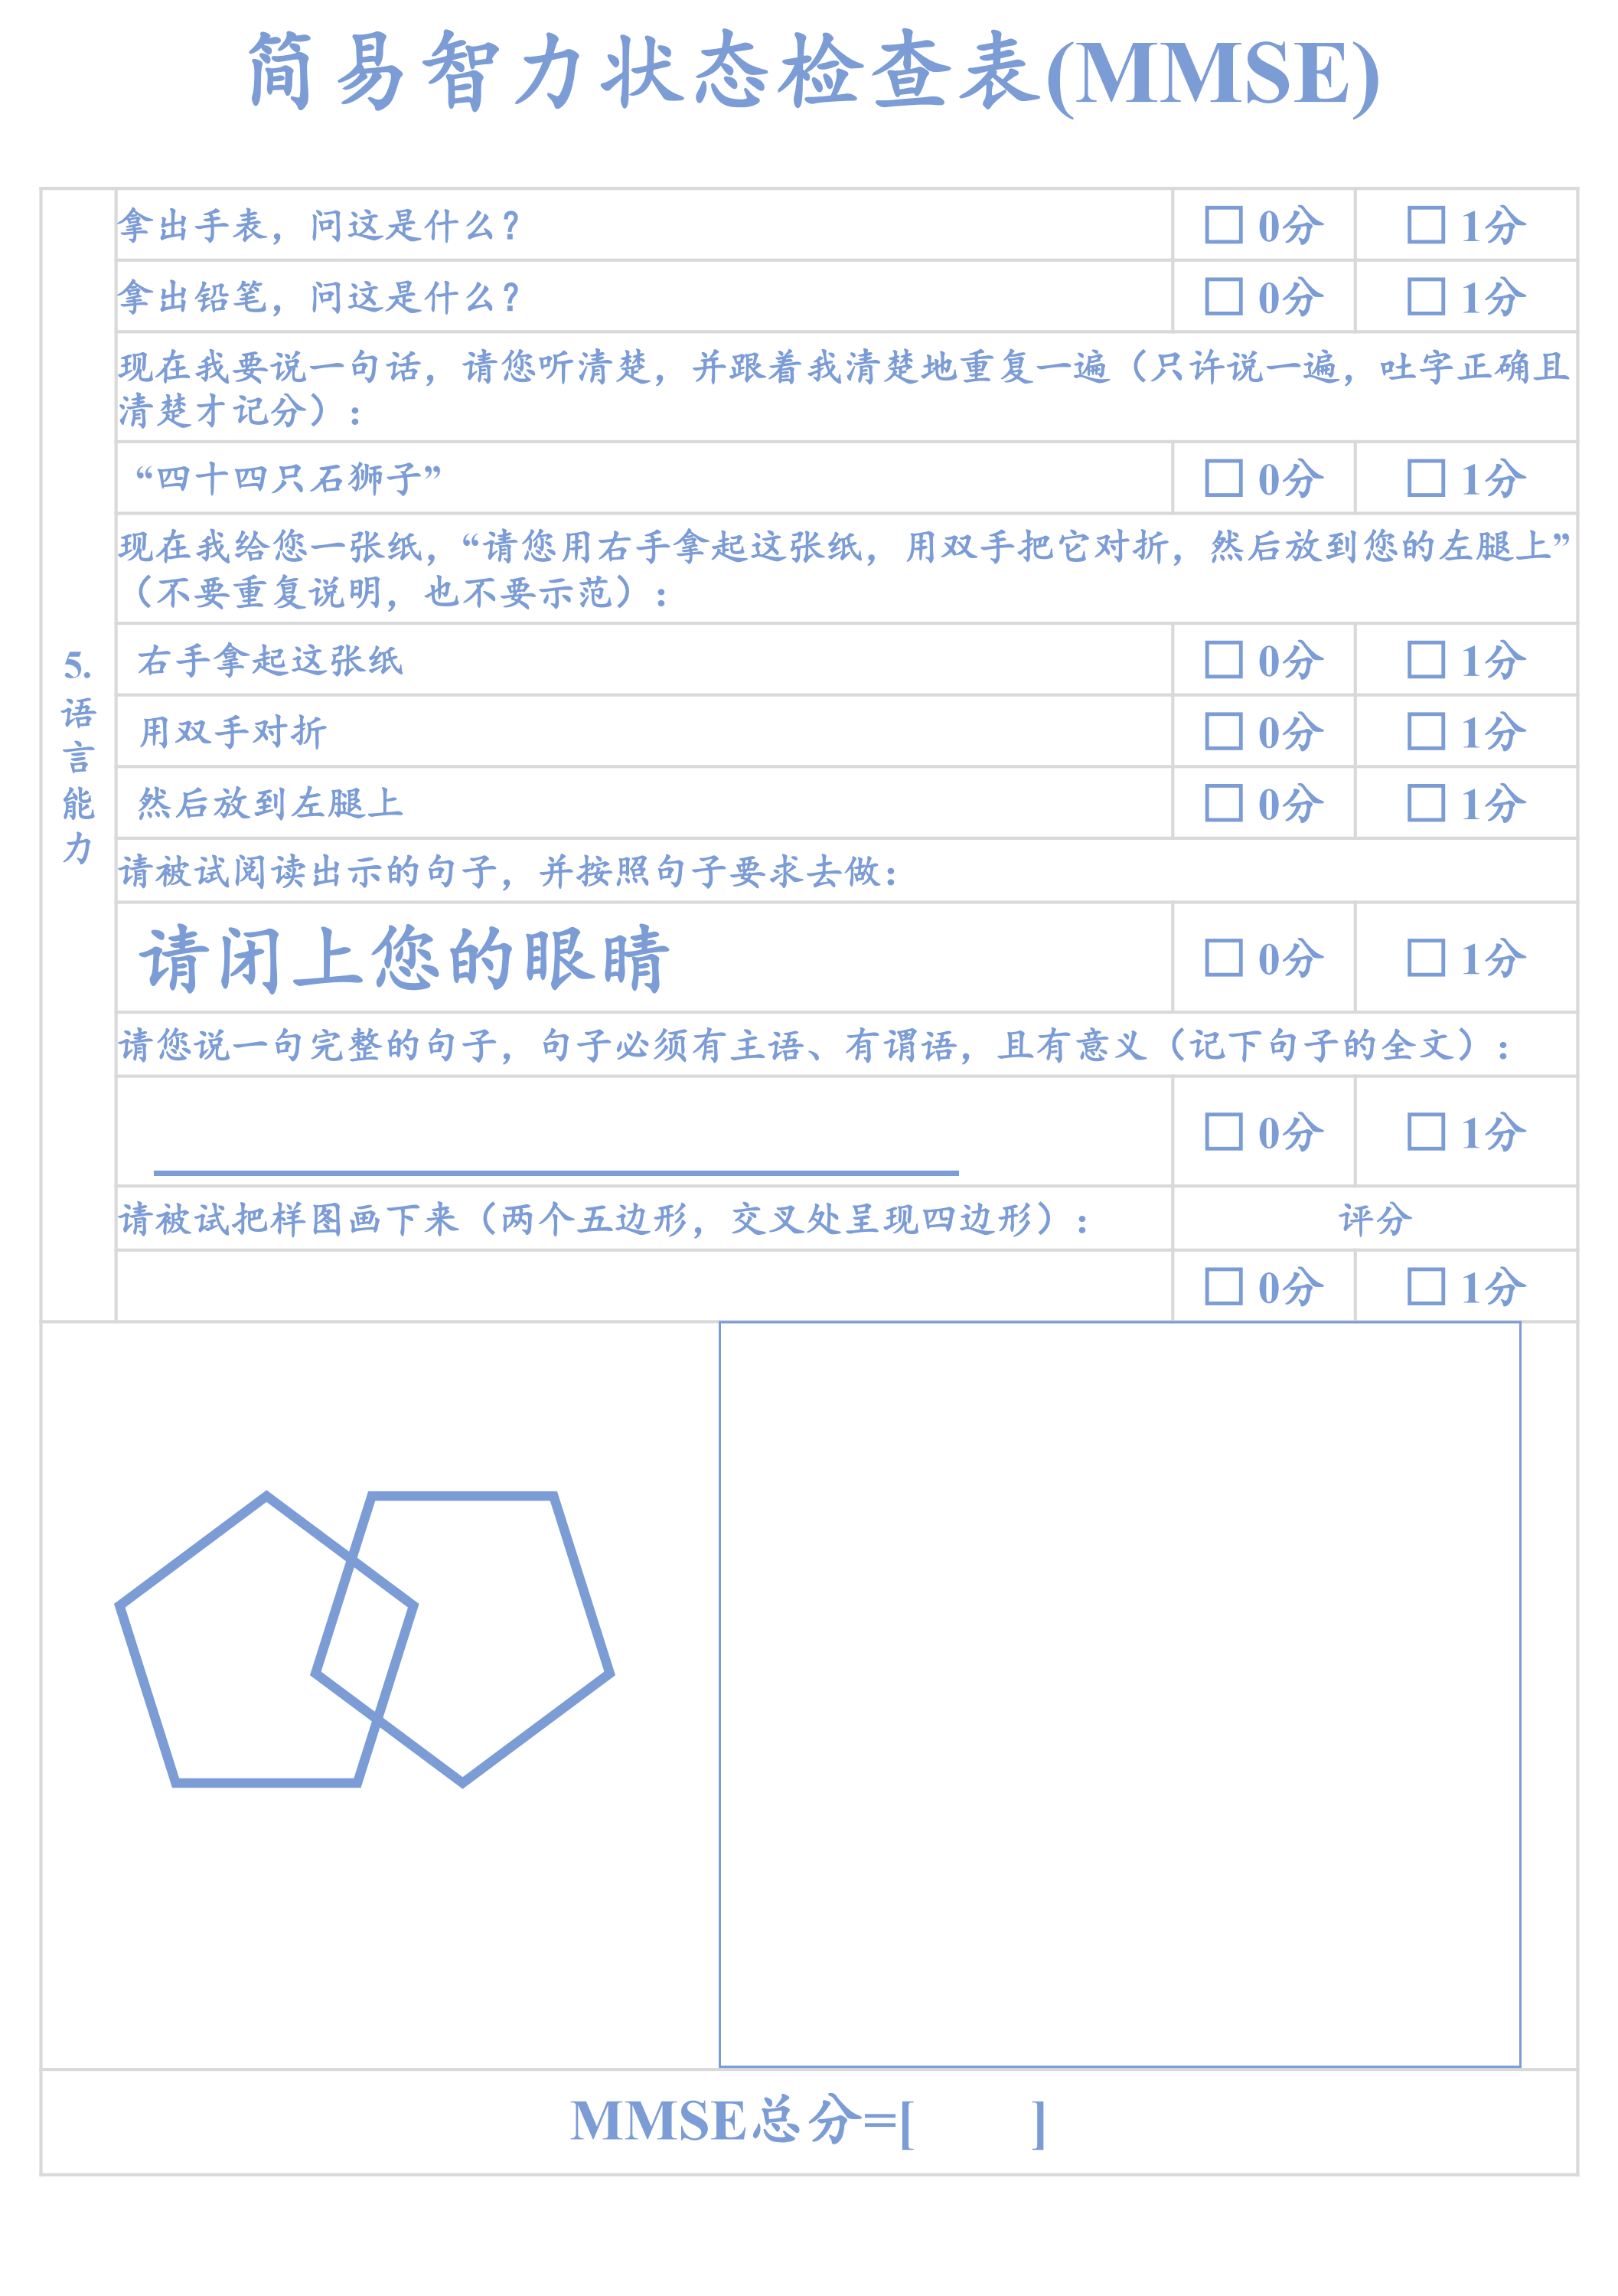 简易智力状态检查表(MMSE)
拿出手表，问这是什么？ □ 0分 □ 1分
拿出铅笔，问这是什么？ □ 0分 □ 1分
现在我要说一句话，请您听清楚，并跟着我清楚地重复一遍（只许说一遍，吐字正确且
清楚才记分）：
“四十四只石狮子” □ 0分 □ 1分
现在我给您一张纸，“请您用右手拿起这张纸，用双手把它对折，然后放到您的左腿上”
（不要重复说明，也不要示范）：
5.
语
言
能
力
右手拿起这张纸 □ 0分 □ 1分
用双手对折 □ 0分 □ 1分
然后放到左腿上 □ 0分 □ 1分
请被试阅读出示的句子，并按照句子要求去做：
请闭上您的眼睛 □ 0分 □ 1分
请您说一句完整的句子，句子必须有主语、有谓语，且有意义（记下句子的全文）：
□ 0分 □ 1分
请被试把样图画下来（两个五边形，交叉处呈现四边形）： 评分
□ 0分 □ 1分
MMSE总分=[ ]